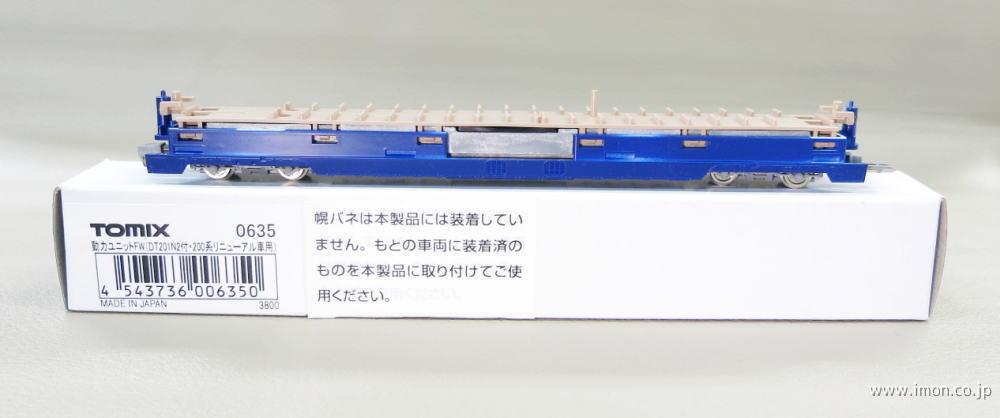 TOMIX 0635
動力ユニットFW(DT201N2付・200系リニューアル車用)
4 543736 006350
MADE IN JAPAN 3800
幌バネは本製品には装着してい
ません。もとの車両に装着済の
ものを本製品に取り付けてご使
用ください。
www.imon.co.jp